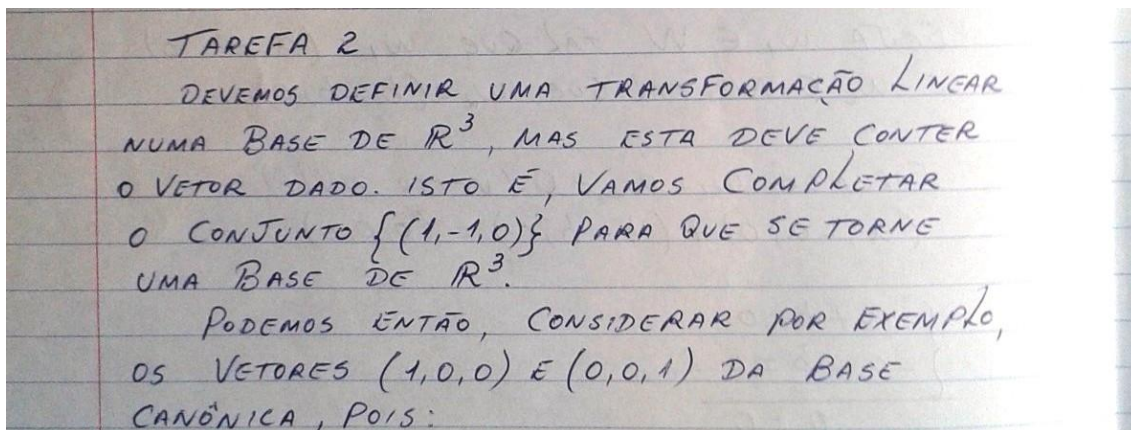 TAREFA 2
DEVEMOS DEFINIR UMA TRANSFORMAÇÃO LINEAR
NUMA BASE DE R³, MAS ESTA DEVE CONTER
O VETOR DADO. ISTO É, VAMOS COMPLETAR
O CONJUNTO {(1,-1,0)} PARA QUE SE TORNE
UMA BASE DE R³.
PODEMOS ENTÃO, CONSIDERAR POR EXEMPLO,
OS VETORES (1,0,0) E (0,0,1) DA BASE
CANÔNICA, POIS: